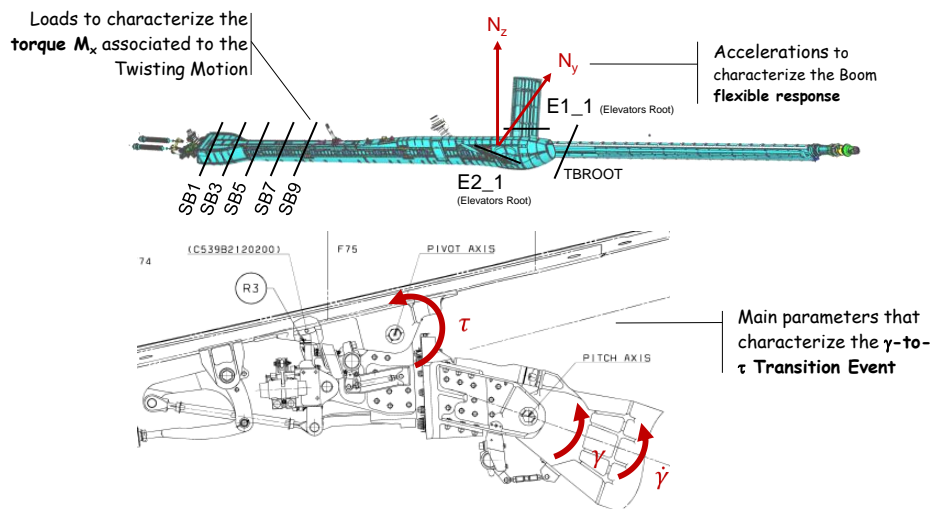 Loads to characterize the
torque Mx associated to the
Twisting Motion
Nz
Ny
Accelerations to
characterize the Boom
flexible response
E1_1 (Elevators Root)
E2_1
(Elevators Root)
TBROOT
SB1
SB3
SB5
SB7
SB9
74
(C539B2120200)
F75
PIVOT AXIS
R3
τ
PITCH AXIS
γ
γ̇
Main parameters that
characterize the γ-to-
τ Transition Event